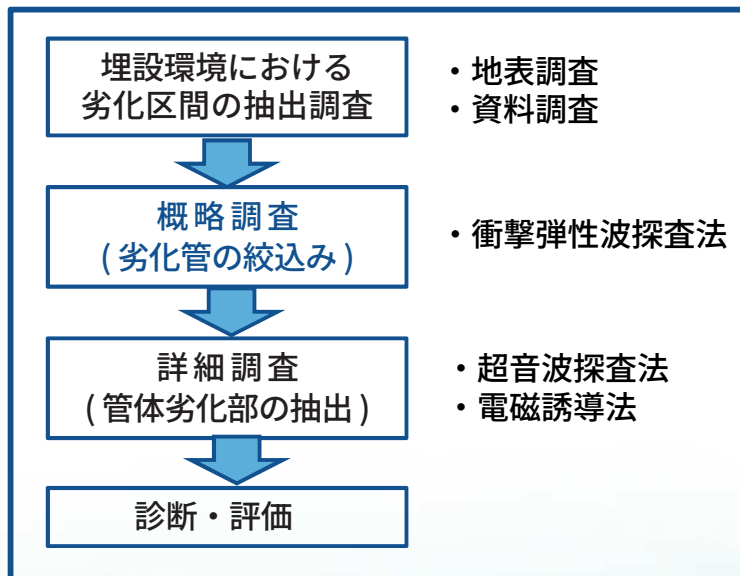 埋設環境における
劣化区間の抽出調査
・地表調査
・資料調査
概略調査
(劣化管の絞込み)
・衝撃弾性波探査法
詳細調査
(管体劣化部の抽出)
・超音波探査法
・電磁誘導法
診断・評価